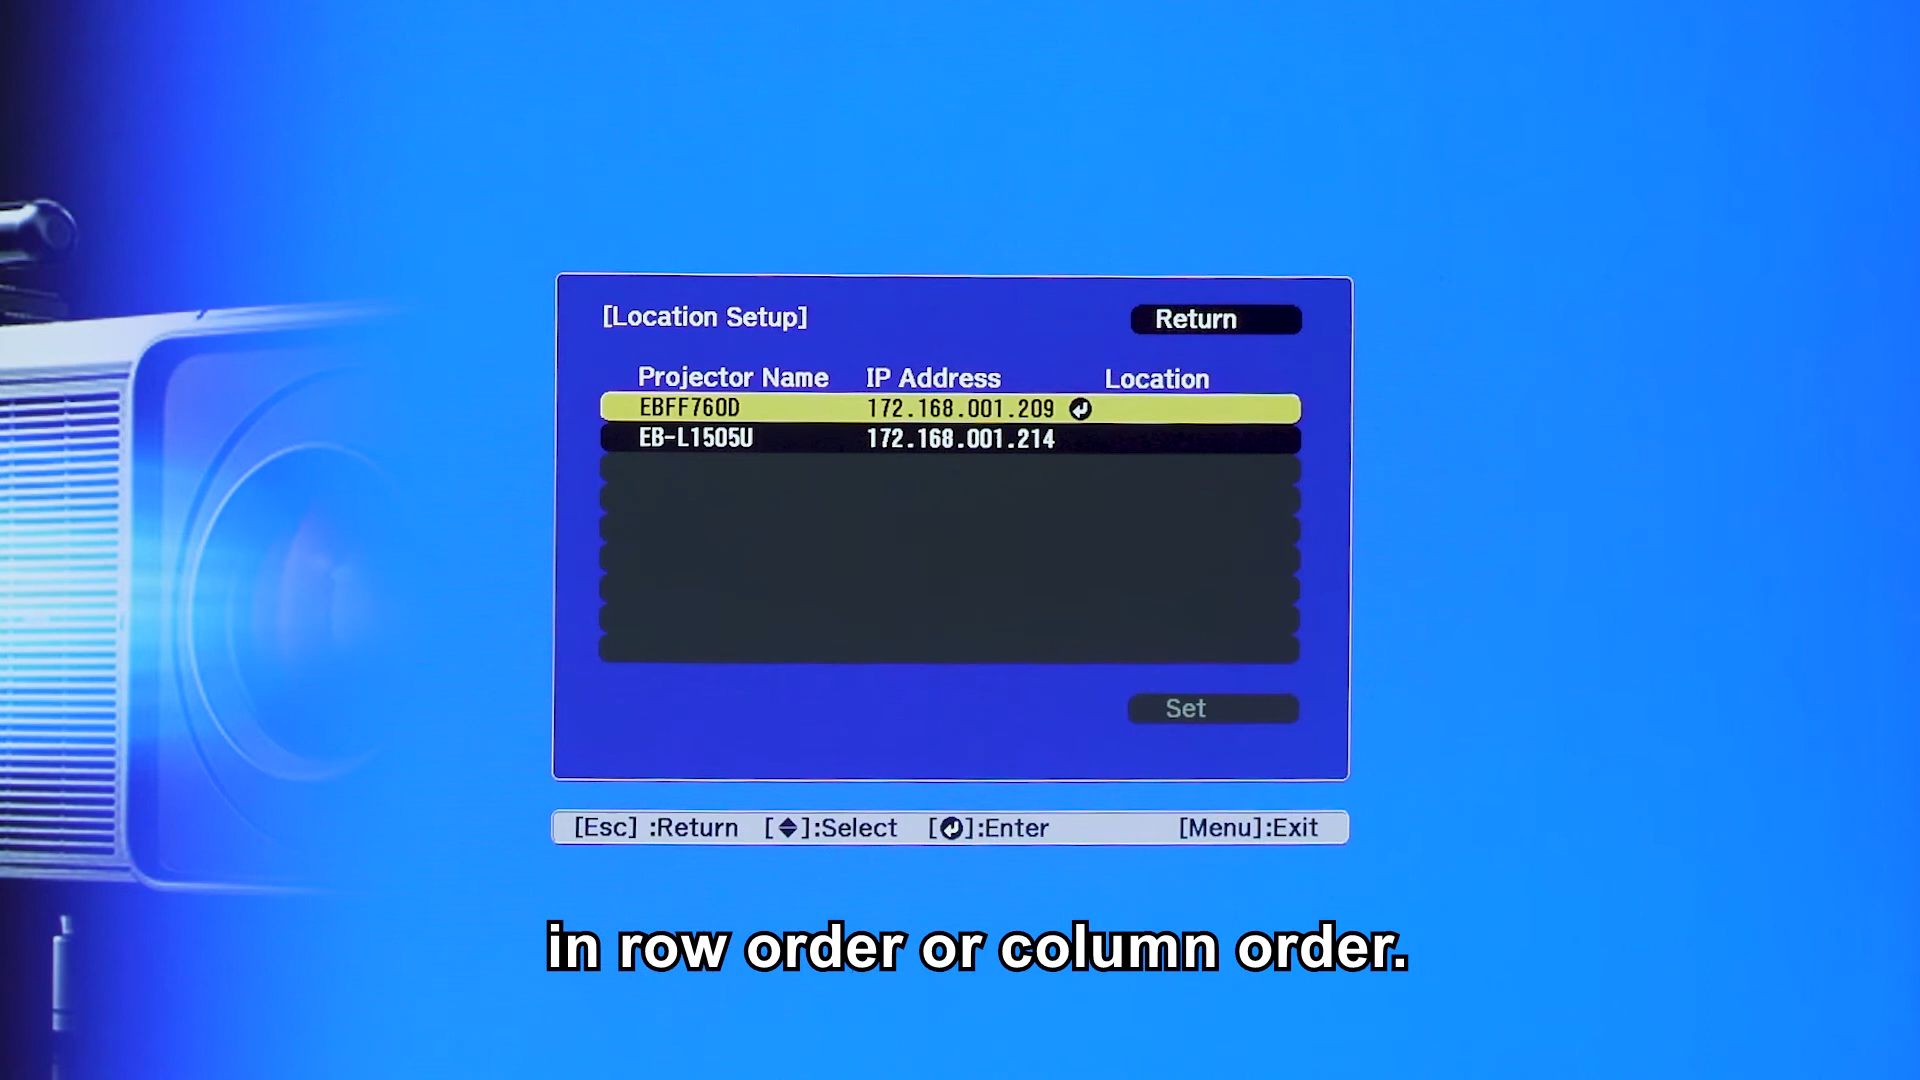 [Location Setup] Return
Projector Name IP Address Location
EBFF760D 172.168.001.209
EB-L1505U 172.168.001.214
Set
[Esc] :Return [◆]:Select [↵]:Enter [Menu]:Exit
in row order or column order.